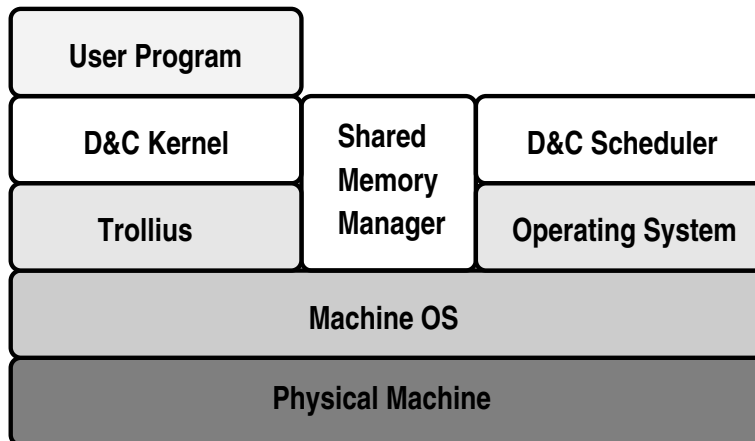 User Program
D&C Kernel
Shared
Memory
Manager
D&C Scheduler
Trollius
Operating System
Machine OS
Physical Machine